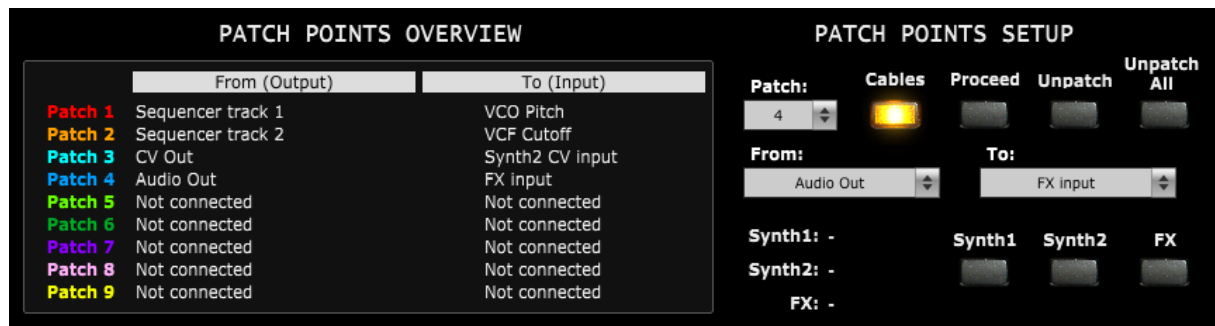 PATCH POINTS OVERVIEW
From (Output) To (Input)
Patch 1 Sequencer track 1 VCO Pitch
Patch 2 Sequencer track 2 VCF Cutoff
Patch 3 CV Out Synth2 CV input
Patch 4 Audio Out FX input
Patch 5 Not connected Not connected
Patch 6 Not connected Not connected
Patch 7 Not connected Not connected
Patch 8 Not connected Not connected
Patch 9 Not connected Not connected
PATCH POINTS SETUP
Patch: Cables Proceed Unpatch Unpatch All
4
From: To:
Audio Out FX input
Synth1: - Synth1 Synth2 FX
Synth2: -
FX: -